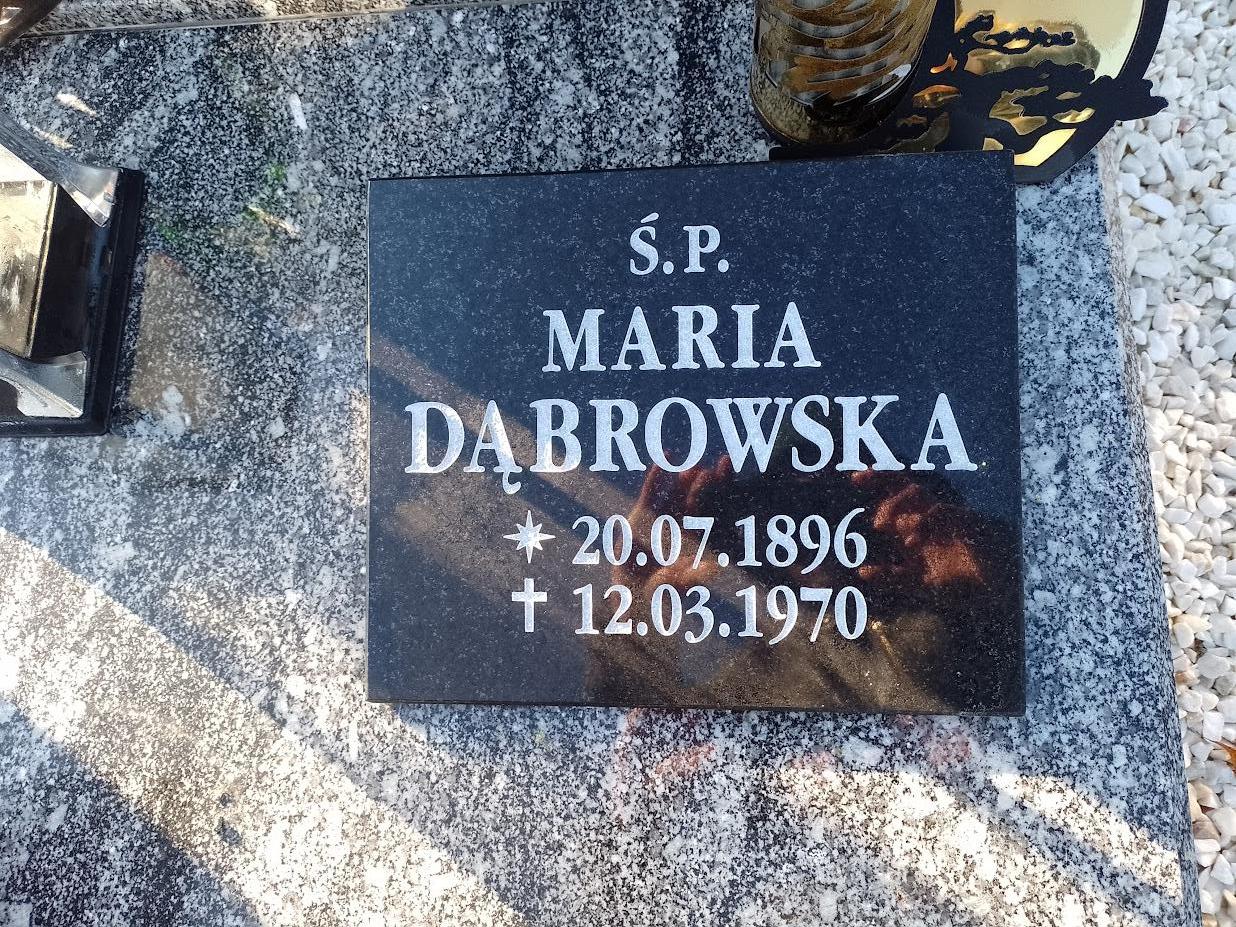 Ś.P.
MARIA
DĄBROWSKA
20.07.1896
✝ 12.03.1970